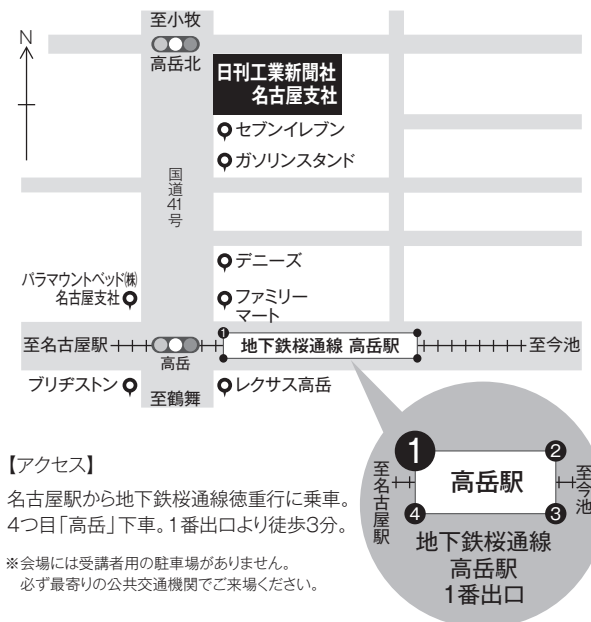 至小牧
N
高岳北
日刊工業新聞社
名古屋支社
セブンイレブン
ガソリンスタンド
国道41号
デニーズ
パラマウントベッド㈱
名古屋支社
ファミリー
マート
至名古屋駅
高岳
1
地下鉄桜通線 高岳駅
至今池
ブリヂストン
至鶴舞
レクサス高岳
【アクセス】
名古屋駅から地下鉄桜通線徳重行に乗車。
4つ目「高岳」下車。1番出口より徒歩3分。
※会場には受講者用の駐車場がありません。
必ず最寄りの公共交通機関でご来場ください。
1
2
至名古屋駅
高岳駅
至今池
4
3
地下鉄桜通線
高岳駅
1番出口